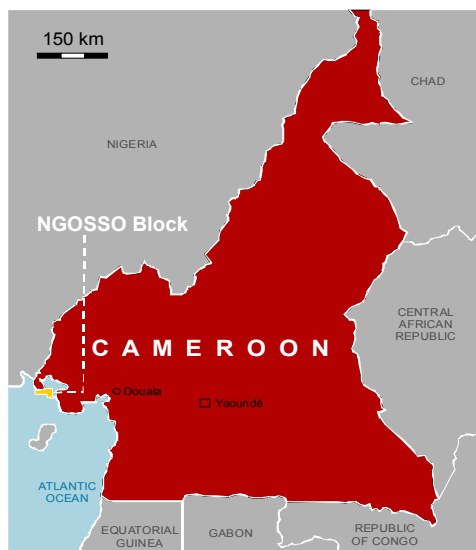 150 km
CHAD
NIGERIA
NGOSSO Block
CENTRAL
AFRICAN
REPUBLIC
CAMEROON
Douala
Yaoundé
ATLANTIC
OCEAN
EQUATORIAL
GUINEA
GABON
REPUBLIC
OF CONGO